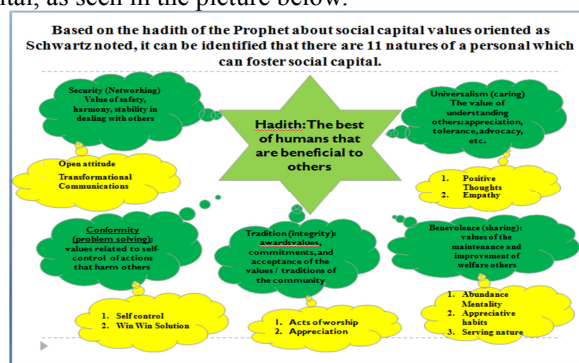 ntal, as seen in the picture below.
Based on the hadith of the Prophet about social capital values oriented as
Schwartz noted, it can be identified that there are 11 natures of a personal which
can foster social capital.
Security (Networking)
Value of safety,
harmony, stability in
dealing with others
Open attitude
Transformational
Communications
Hadith: The best
of humans that
are beneficial to
others
Universalism (caring)
The value of
understanding
others: appreciation,
tolerance, advocacy,
etc.
1. Positive
Thoughts
2. Empathy
Conformity
(problem solving):
values related to self-
control of actions
that harm others
1. Self control
2. Win Win Solution
Tradition (integrity):
awardsvalues,
commitments, and
acceptance of the
values / traditions of
the community
1. Acts of worship
2. Appreciation
Benevolence (sharing):
values of the
maintenance and
improvement of
welfare others
1. Abundance
Mentality
2. Appreciative
habits
3. Serving nature